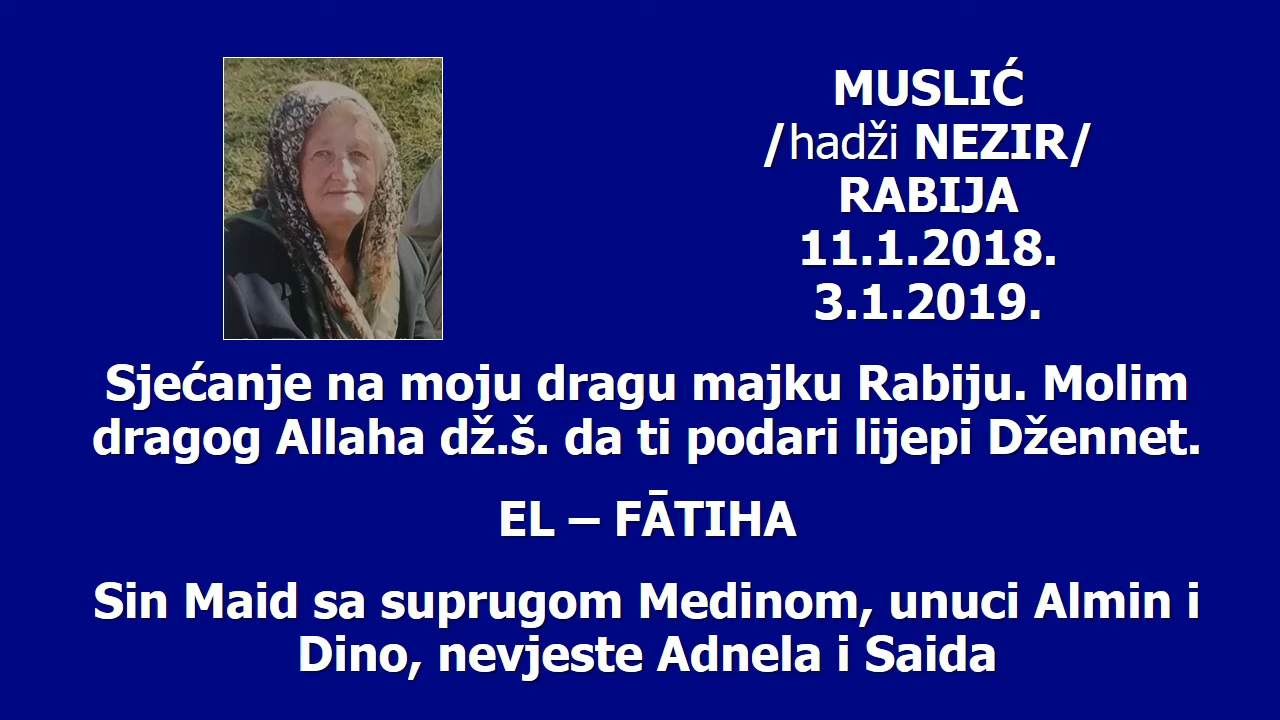 MUSLIĆ
/hadži NEZIR/
RABIJA
11.1.2018.
3.1.2019.
Sjećanje na moju dragu majku Rabiju. Molim
dragog Allaha dž.š. da ti podari lijepi Džennet.
EL – FĀTIHA
Sin Maid sa suprugom Medinom, unuci Almin i
Dino, nevjeste Adnela i Saida